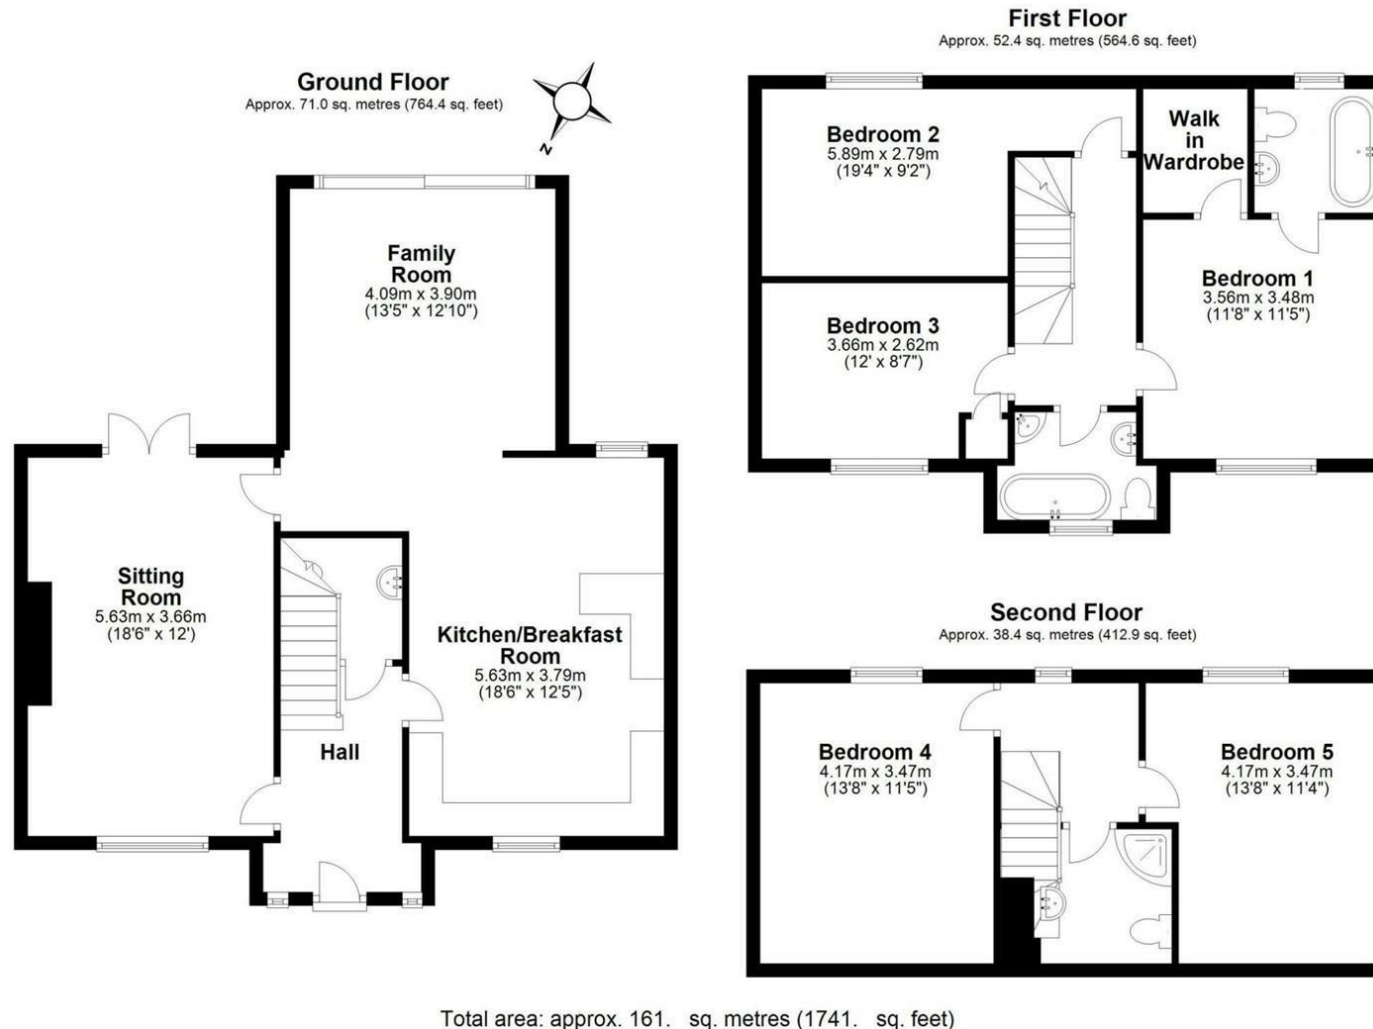 Ground Floor
Approx. 71.0 sq. metres (764.4 sq. feet)
N
Family
Room
4.09m x 3.90m
(13'5" x 12'10")
Sitting
Room
5.63m x 3.66m
(18'6" x 12')
Kitchen/Breakfast
Room
5.63m x 3.79m
(18'6" x 12'5")
Hall
First Floor
Approx. 52.4 sq. metres (564.6 sq. feet)
Bedroom 2
5.89m x 2.79m
(19'4" x 9'2")
Walk
in
Wardrobe
Bedroom 1
3.56m x 3.48m
(11'8" x 11'5")
Bedroom 3
3.66m x 2.62m
(12' x 8'7")
Second Floor
Approx. 38.4 sq. metres (412.9 sq. feet)
Bedroom 4
4.17m x 3.47m
(13'8" x 11'5")
Bedroom 5
4.17m x 3.47m
(13'8" x 11'4")
Total area: approx. 161. sq. metres (1741. sq. feet)